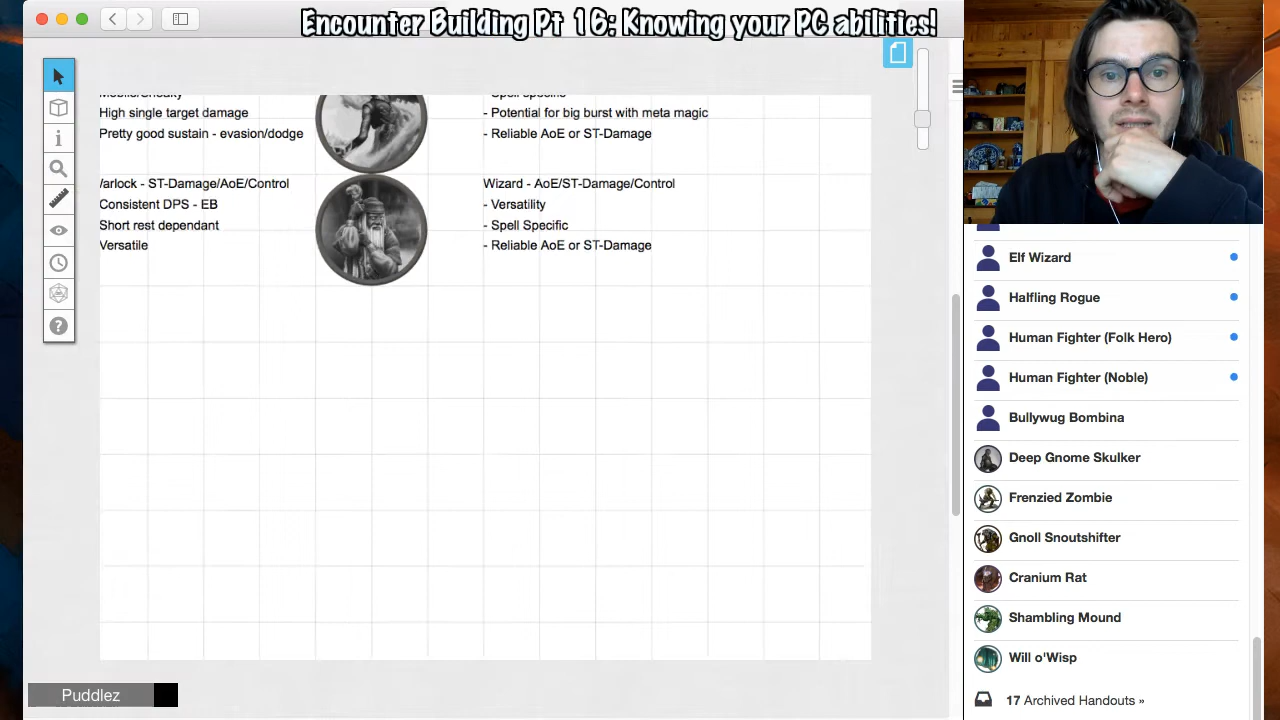 Encounter Building Pt 16: Knowing your PC abilities!
High single target damage
Pretty good sustain - evasion/dodge
- Potential for big burst with meta magic
- Reliable AoE or ST-Damage
/arlock - ST-Damage/AoE/Control
Consistent DPS - EB
Short rest dependant
Versatile
Wizard - AoE/ST-Damage/Control
- Versatility
- Spell Specific
- Reliable AoE or ST-Damage
Elf Wizard
Halfling Rogue
Human Fighter (Folk Hero)
Human Fighter (Noble)
Bullywug Bombina
Deep Gnome Skulker
Frenzied Zombie
Gnoll Snoutshifter
Cranium Rat
Shambling Mound
Will o'Wisp
17 Archived Handouts »
Puddlez